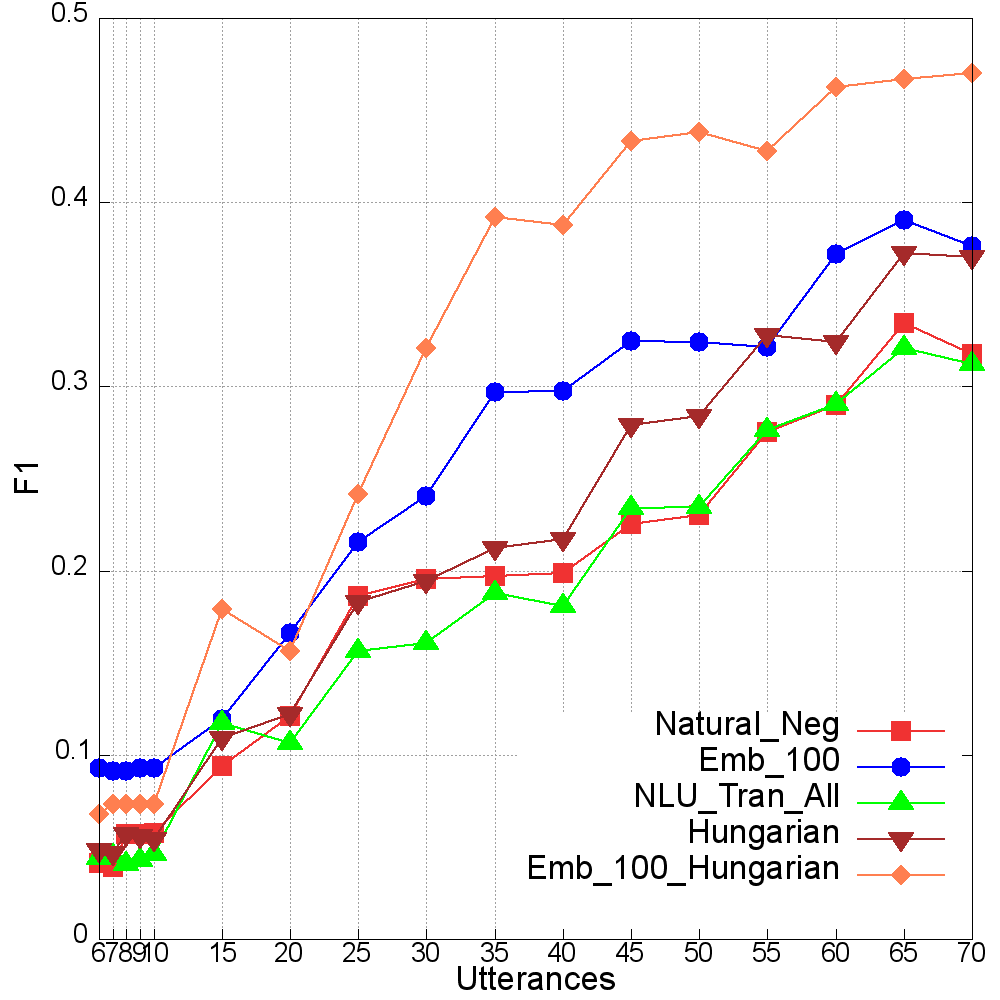 0.5
0.4
0.3
0.2
0.1
0
F1
6 7 8 9 10 15 20 25 30 35 40 45 50 55 60 65 70
Utterances
Natural_Neg
Emb_100
NLU_Tran_All
Hungarian
Emb_100_Hungarian